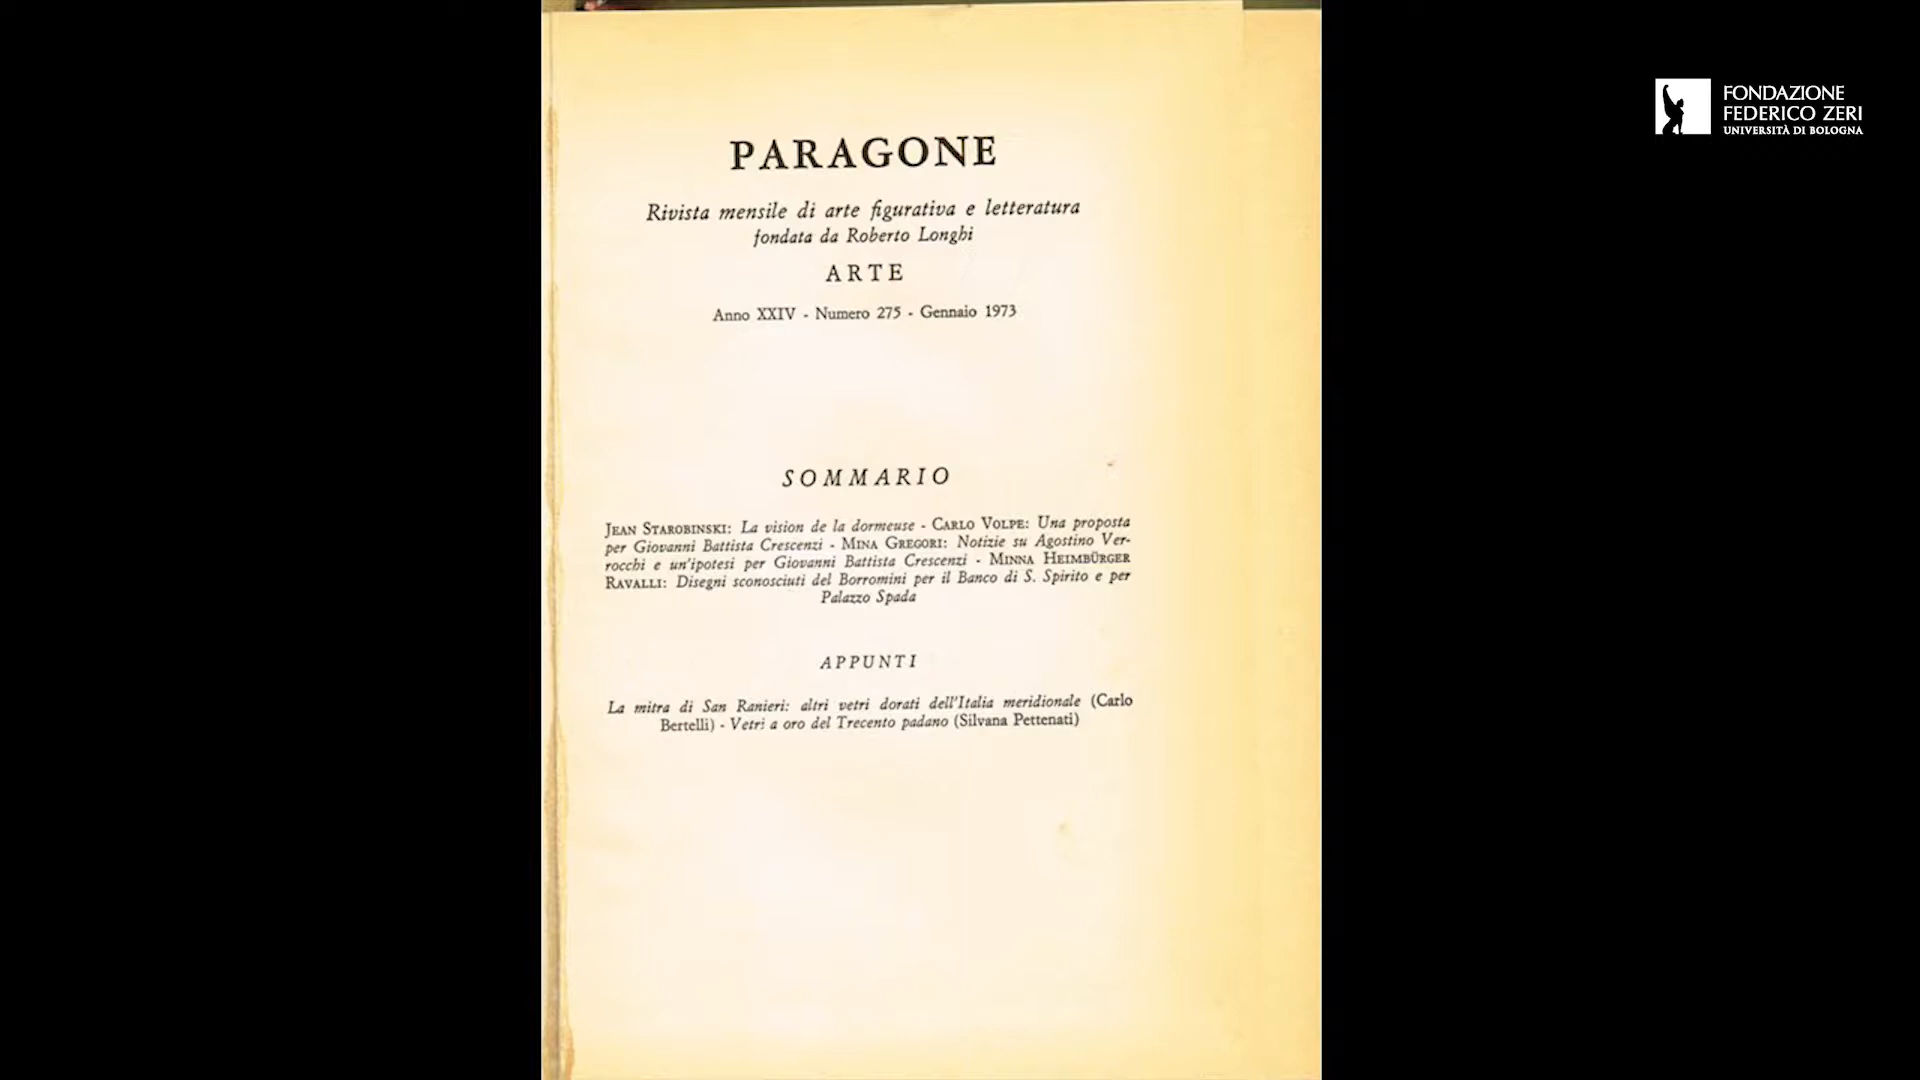 PARAGONE
Rivista mensile di arte figurativa e letteratura
fondata da Roberto Longhi
ARTE
Anno XXIV - Numero 275 - Gennaio 1973
SOMMARIO
JEAN STAROBINSKI: La vision de la dormeuse - CARLO VOLPE: Una proposta
per Giovanni Battista Crescenzi - MINA GREGORI: Notizie su Agostino Ver-
rocchi e un'ipotesi per Giovanni Battista Crescenzi - MINNA HEIMBÜRGER
RAVALLI: Disegni sconosciuti del Borromini per il Banco di S. Spirito e per
Palazzo Spada
APPUNTI
La mitra di San Ranieri: altri vetri dorati dell'Italia meridionale (Carlo
Bertelli) - Vetri a oro del Trecento padano (Silvana Pettenati)
FONDAZIONE
FEDERICO ZERI
UNIVERSITÀ DI BOLOGNA